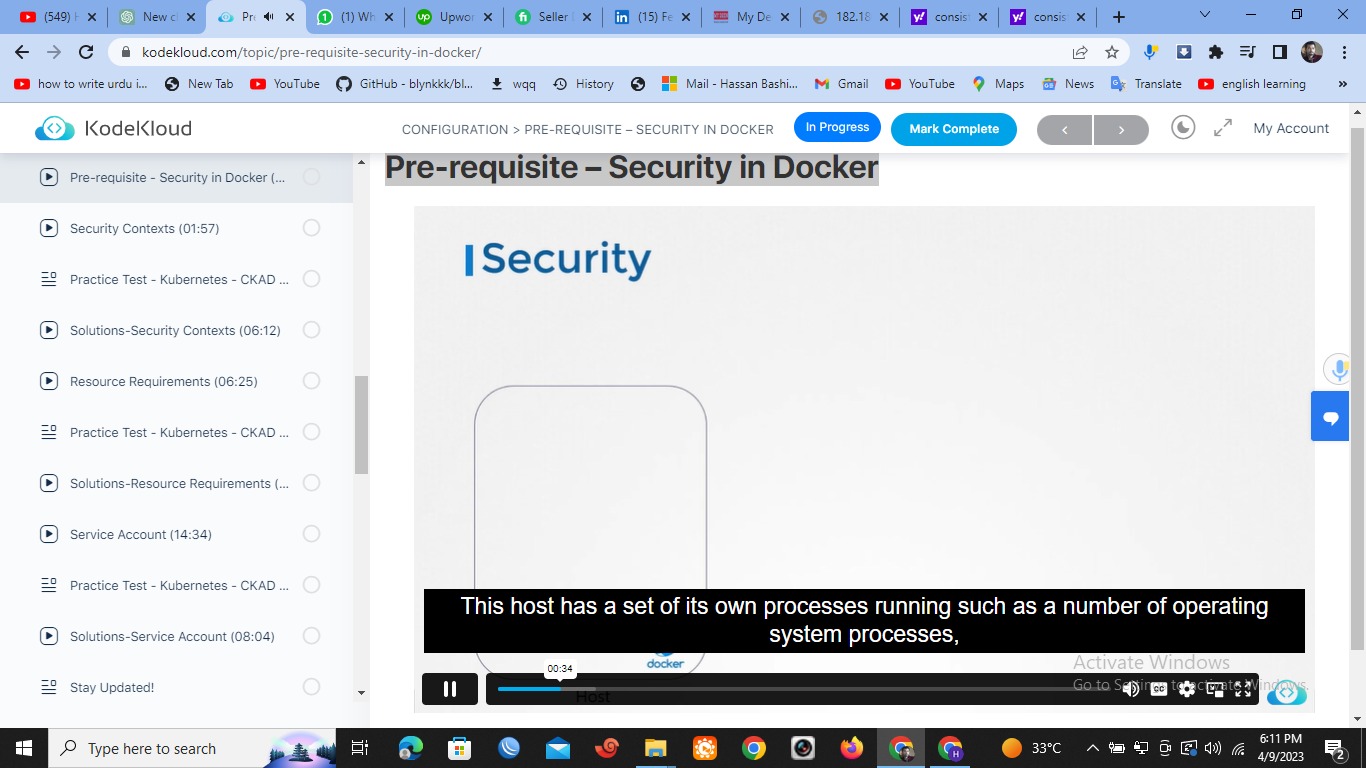 (549) H
New cl
Pre
(1) Wh
Upwor
Seller
(15) Fe
My De
182.18
consist
consis
kodekloud.com/topic/pre-requisite-security-in-docker/
how to write urdu i...
New Tab
YouTube
GitHub - blynkkk/bl...
wqq
History
Mail - Hassan Bashi...
Gmail
YouTube
Maps
News
Translate
english learning
»
KodeKloud
CONFIGURATION > PRE-REQUISITE – SECURITY IN DOCKER
In Progress
Mark Complete
My Account
Pre-requisite - Security in Docker (...
Security Contexts (01:57)
Practice Test - Kubernetes - CKAD ...
Solutions-Security Contexts (06:12)
Resource Requirements (06:25)
Practice Test - Kubernetes - CKAD ...
Solutions-Resource Requirements (...
Service Account (14:34)
Practice Test - Kubernetes - CKAD ...
Solutions-Service Account (08:04)
Stay Updated!
Pre-requisite – Security in Docker
Security
This host has a set of its own processes running such as a number of operating
system processes,
docker
00:34
Host
CC
Activate Windows
Go to Settings to activate Windows.
Type here to search
33°C
6:11 PM
4/9/2023
2